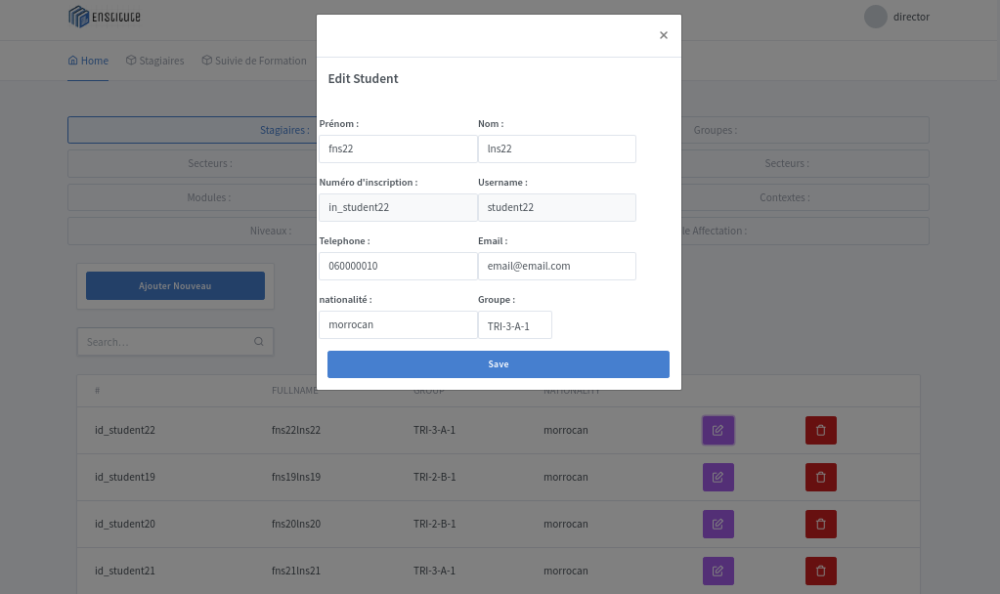 ENSTITUTE
director
Home
Stagiaires
Suivie de Formation
×
Edit Student
Prénom :
Nom :
fns22
lns22
Numéro d'inscription :
Username :
in_student22
student22
Telephone :
Email :
060000010
email@email.com
nationalité :
Groupe :
morrocan
TRI-3-A-1
Save
Stagiaires :
Groupes :
Secteurs :
Secteurs :
Modules :
Contextes :
Niveaux :
Affectation :
Ajouter Nouveau
Search...
# FULLNAME GROUP NATIONALITY
id_student22 fns22lns22 TRI-3-A-1 morrocan
id_student19 fns19lns19 TRI-2-B-1 morrocan
id_student20 fns20lns20 TRI-2-B-1 morrocan
id_student21 fns21lns21 TRI-3-A-1 morrocan